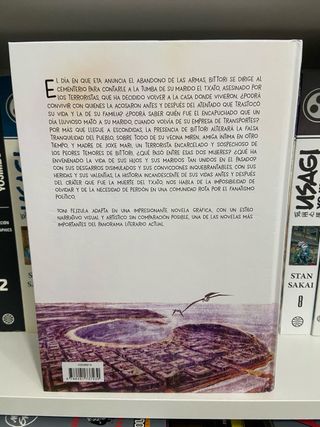 EL DÍA EN QUE ETA ANUNCIA EL ABANDONO DE LAS ARMAS, BITTORI SE DIRIGE AL
CEMENTERIO PARA CONTARLE A LA TUMBA DE SU MARIDO EL TXATO, ASESINADO POR
LOS TERRORISTAS, QUE HA DECIDIDO VOLVER A LA CASA DONDE VIVIERON. ¿PODRÁ
CONVIVIR CON QUIENES LA ACOSARON ANTES Y DESPUÉS DEL ATENTADO QUE TRASTOCÓ
SU VIDA Y LA DE SU FAMILIA? ¿PODRÁ SABER QUIÉN FUE EL ENCAPUCHADO QUE UN
DÍA LLUVIOSO MATÓ A SU MARIDO, CUANDO VOLVÍA DE SU EMPRESA DE TRANSPORTES?
POR MÁS QUE LLEGUE A ESCONDIDAS, LA PRESENCIA DE BITTORI ALTERARÁ LA FALSA
TRANQUILIDAD DEL PUEBLO, SOBRE TODO DE SU VECINA MIREN, AMIGA ÍNTIMA EN OTRO
TIEMPO, Y MADRE DE JOXE MARI, UN TERRORISTA ENCARCELADO Y SOSPECHOSO DE
LOS PEORES TEMORES DE BITTORI. ¿QUÉ PASÓ ENTRE ESAS DOS MUJERES? ¿QUÉ HA
ENVENENADO LA VIDA DE SUS HIJOS Y SUS MARIDOS TAN UNIDOS EN EL PASADO?
CON SUS DESGARROS DISIMULADOS Y SUS CONVICCIONES INQUEBRANTABLES, CON SUS
HERIDAS Y SUS VALENTÍAS, LA HISTORIA INCANDESCENTE DE SUS VIDAS ANTES Y DESPUÉS
DEL CRÁTER QUE FUE LA MUERTE DEL TXATO, NOS HABLA DE LA IMPOSIBILIDAD DE
OLVIDAR Y DE LA NECESIDAD DE PERDÓN EN UNA COMUNIDAD ROTA POR EL FANATISMO
POLÍTICO.
TONI FEJZULA ADAPTA EN UNA IMPRESIONANTE NOVELA GRÁFICA, CON UN ESTILO
NARRATIVO VISUAL Y ARTÍSTICO SIN COMPARACIÓN POSIBLE, UNA DE LAS NOVELAS MÁS
IMPORTANTES DEL PANORAMA LITERARIO ACTUAL.
USAGI
STAN
SAKAI
1
USAGI
2